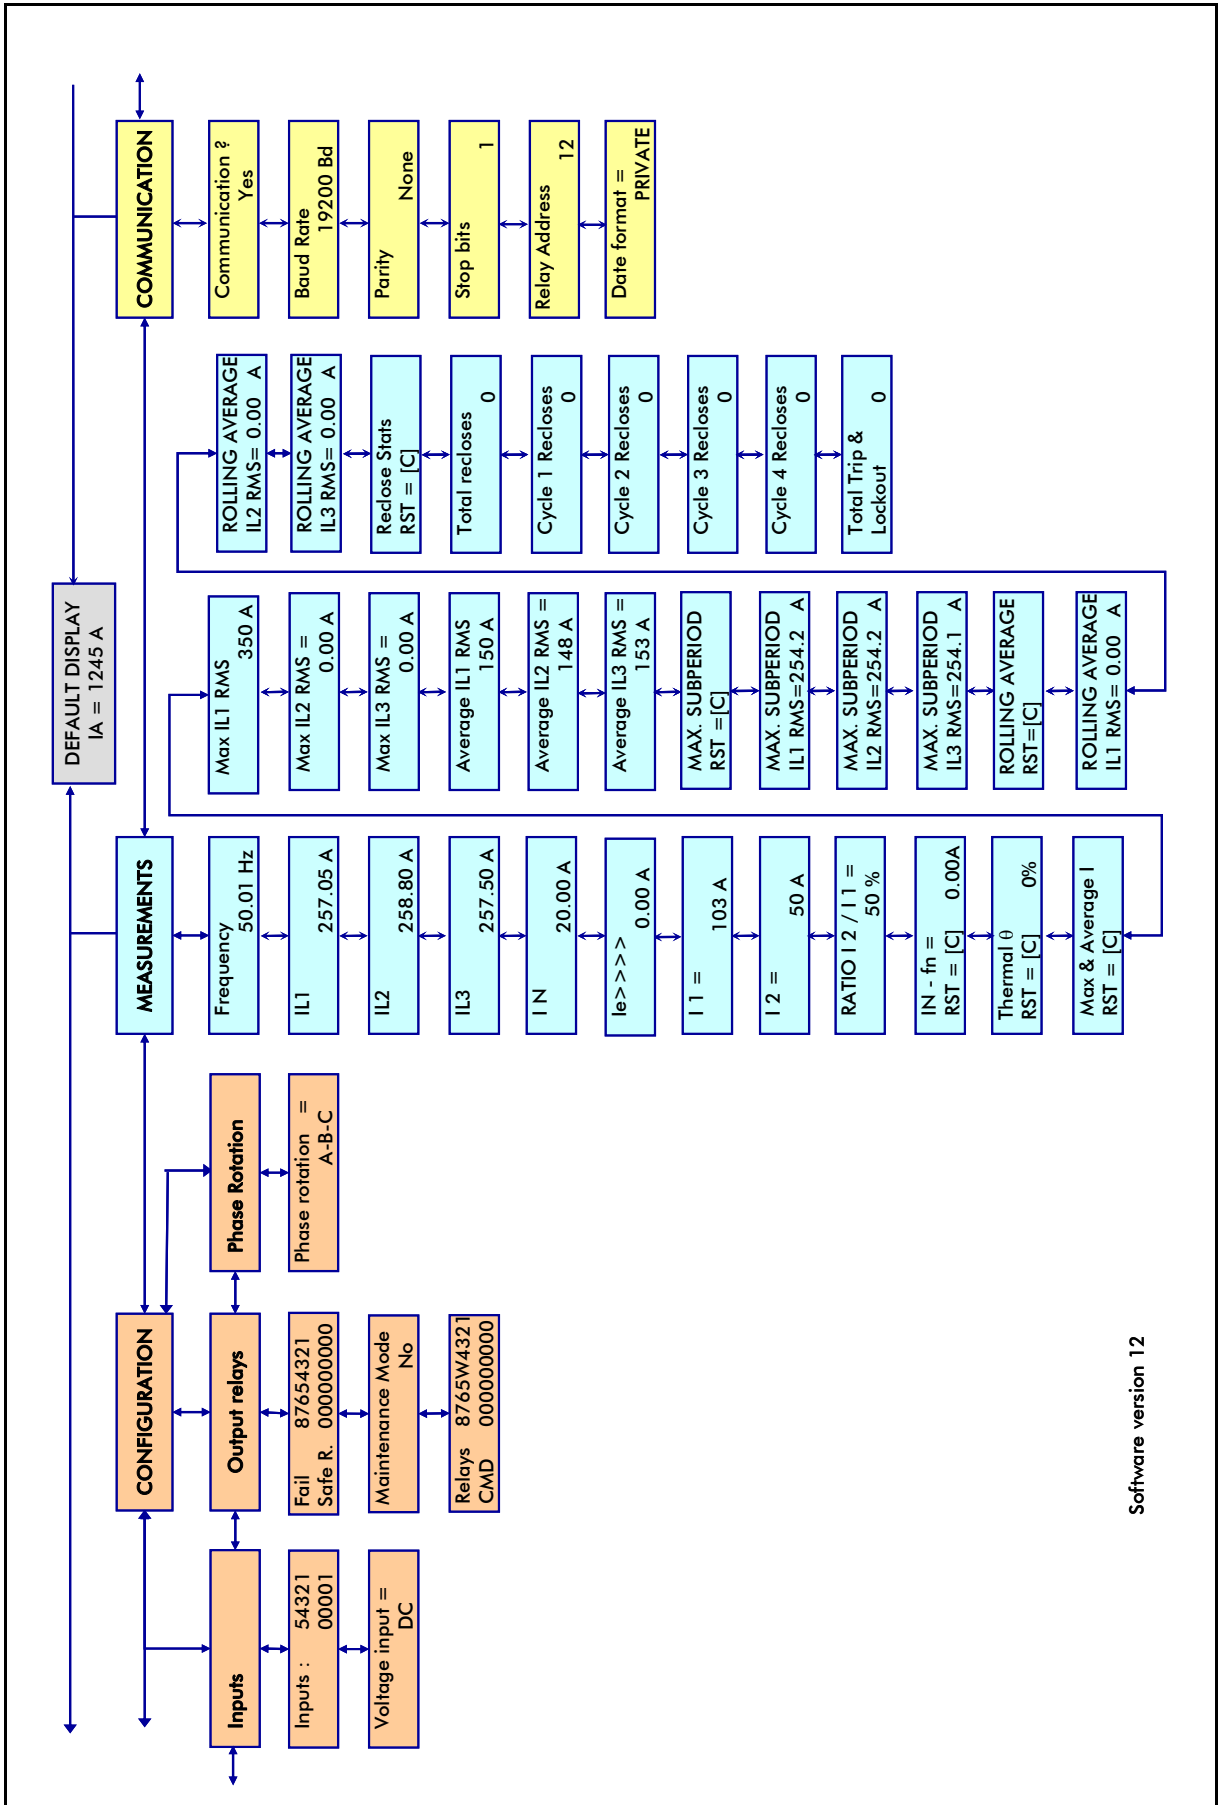 DEFAULT DISPLAY
IA = 1245 A
CONFIGURATION
MEASUREMENTS
COMMUNICATION
Inputs
Inputs : 54321
00001
Voltage input =
DC
Output relays
Fail 87654321
Safe R. 000000000
Maintenance Mode
No
Relays 8765W4321
CMD 000000000
Phase Rotation
Phase rotation =
A-B-C
Frequency
50.01 Hz
IL1
257.05 A
IL2
258.80 A
IL3
257.50 A
I N
20.00 A
Ie>>>>>
0.00 A
I 1 =
103 A
I 2 =
50 A
RATIO I 2 / I 1 =
50 %
IN - fn =
RST = [C] 0.00A
Thermal θ
RST = [C] 0%
Max & Average I
RST = [C]
Max IL1 RMS
350 A
Max IL2 RMS =
0.00 A
Max IL3 RMS =
0.00 A
Average IL1 RMS
150 A
Average IL2 RMS =
148 A
Average IL3 RMS =
153 A
MAX. SUBPERIOD
RST =[C]
MAX. SUBPERIOD
IL1 RMS=254.2 A
MAX. SUBPERIOD
IL2 RMS=254.2 A
MAX. SUBPERIOD
IL3 RMS=254.1 A
ROLLING AVERAGE
RST=[C]
ROLLING AVERAGE
IL1 RMS= 0.00 A
ROLLING AVERAGE
IL2 RMS= 0.00 A
ROLLING AVERAGE
IL3 RMS= 0.00 A
Reclose Stats
RST = [C]
Total recloses
0
Cycle 1 Recloses
0
Cycle 2 Recloses
0
Cycle 3 Recloses
0
Cycle 4 Recloses
0
Total Trip &
Lockout 0
Communication ?
Yes
Baud Rate
19200 Bd
Parity
None
Stop bits
1
Relay Address
12
Date format =
PRIVATE
Software version 12